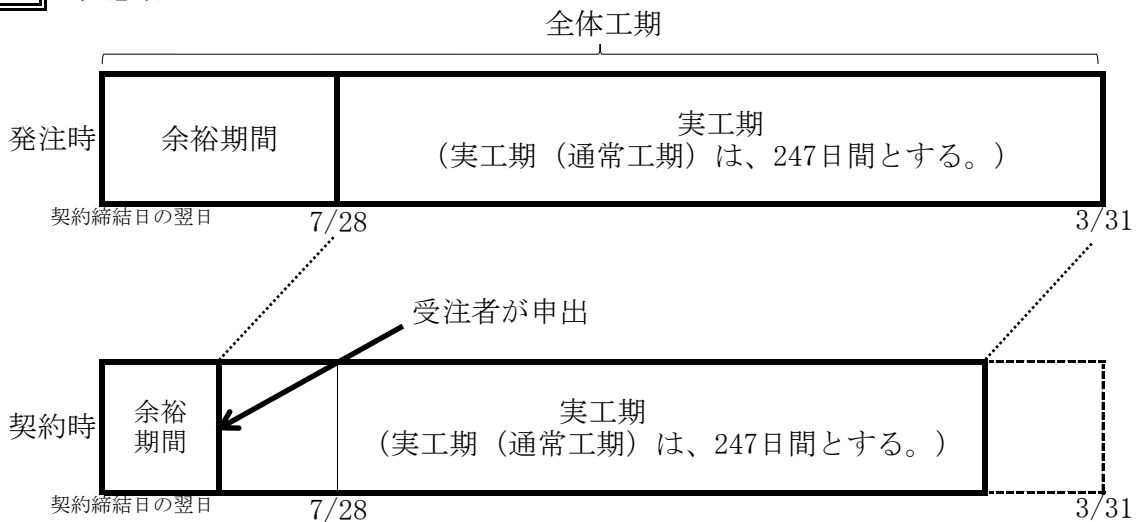 全体工期
発注時
余裕期間
実工期
（実工期（通常工期）は、247日間とする。）
契約締結日の翌日
7/28
3/31
受注者が申出
契約時
余裕
期間
実工期
（実工期（通常工期）は、247日間とする。）
契約締結日の翌日
7/28
3/31